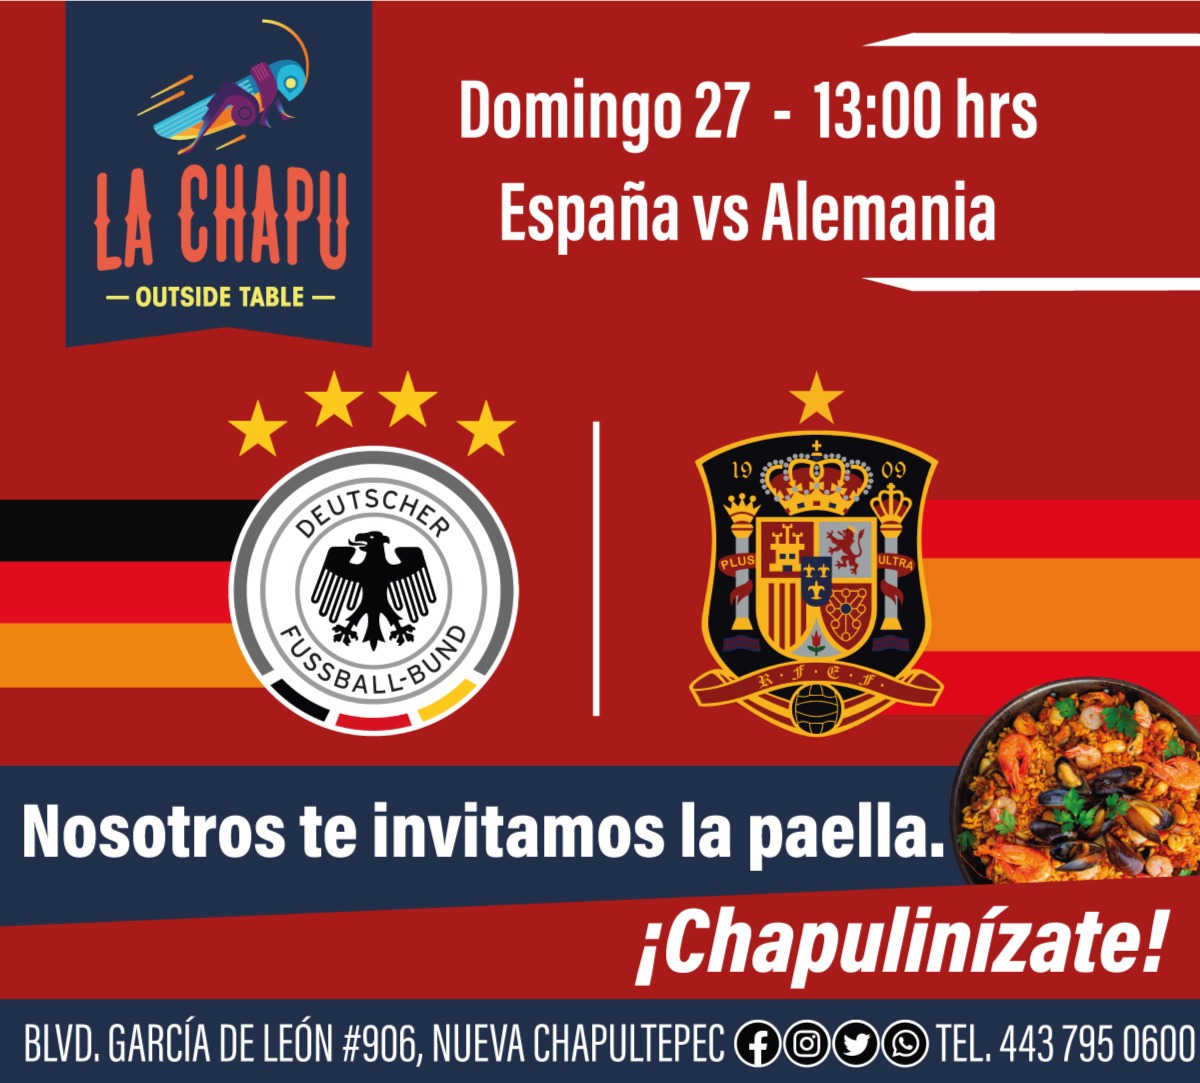 LA CHAPU
— OUTSIDE TABLE —
Domingo 27 - 13:00 hrs
España vs Alemania
DEUTSCHER
FUSSBALL-BUND
19 09
PLUS ULTRA
R·F·E·F·
Nosotros te invitamos la paella.
¡Chapulinízate!
BLVD. GARCÍA DE LEÓN #906, NUEVA CHAPULTEPEC TEL. 443 795 0600